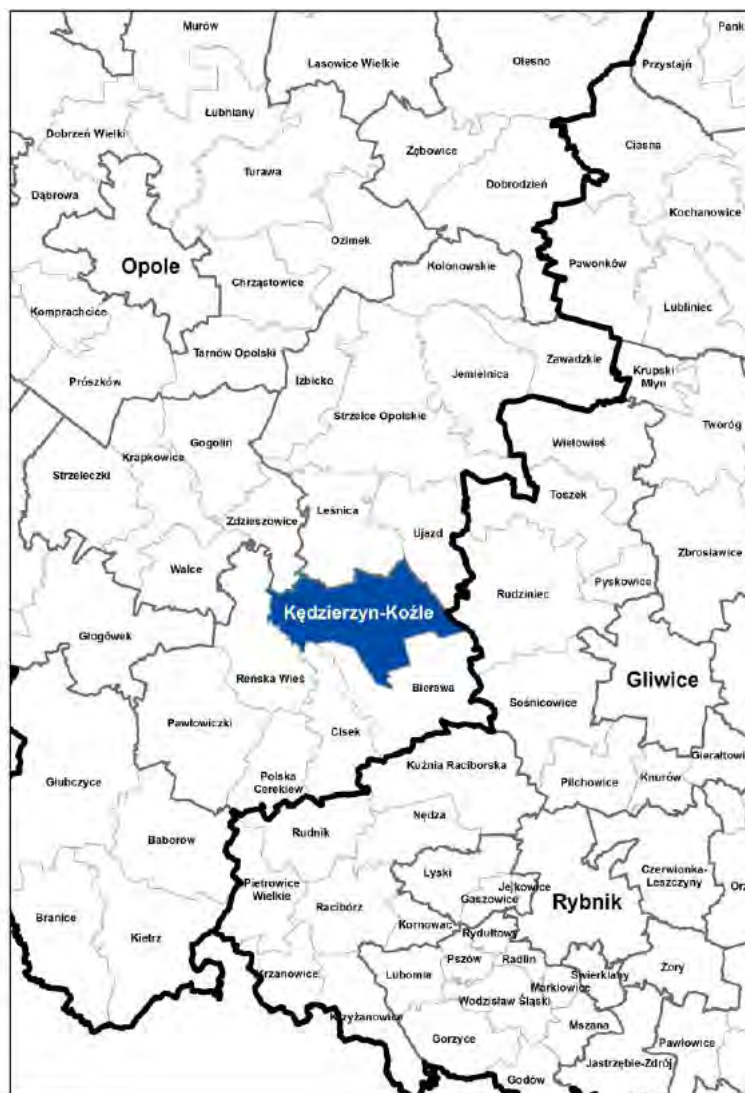 Murów
Pank
Lasowice Wielkie
Olesno
Przystajń
Łubniany
Dobrzeń Wielki
Ciasna
Zębowice
Turawa
Dobrodzień
Dąbrowa
Kochanowice
Ozimek
Opole
Pawonków
Kolonowskie
Chrząstowice
Komprachcice
Lubliniec
Tarnów Opolski
Zawadzkie
Izbicko
Jemielnica
Krupski
Młyn
Prószków
Strzelce Opolskie
Tworóg
Gogolin
Wielowieś
Krapkowice
Strzeleczki
Toszek
Leśnica
Zdzieszowice
Ujazd
Zbrosławice
Walce
Pyskowice
Rudziniec
Kędzierzyn-Koźle
Głogówek
Reńska Wieś
Gliwice
Bierawa
Sośnicowice
Pawłowiczki
Cisek
Gierałtowi
Kuźnia Raciborska
Głubczyce
Polska
Cerekiew
Pilchowice
Knurów
Nędza
Rudnik
Baborów
Lyski
Czerwionka-
Leszczyny
Jejkowice
Pietrowice
Wielkie
Gaszowice
Rybnik
Orz
Racibórz
Branice
Kornowac
Rydułtowy
Kietrz
Pszów
Radlin
Żory
Krzanowice
Lubomia
Świerklany
Markłowice
Wodzisław Śląski
Krzyżanowice
Mszana
Gorzyce
Pawłowice
Jastrzębie-Zdrój
Godów